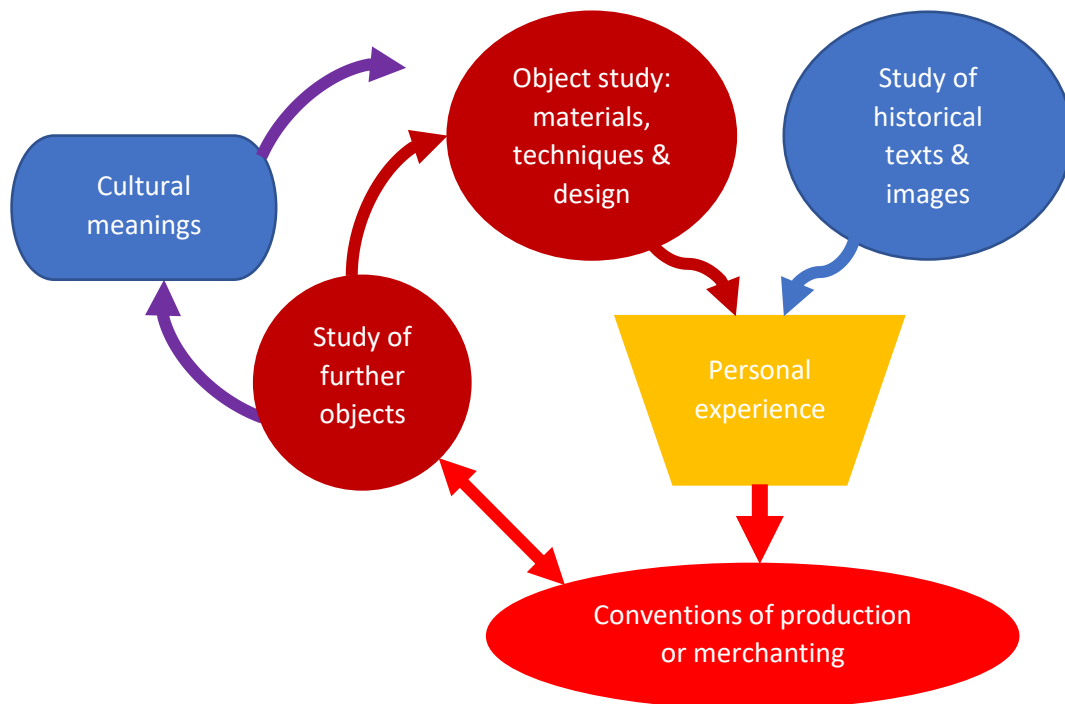 Object study:
materials,
techniques &
design
Study of
historical
texts &
images
Cultural
meanings
Study of
further
objects
Personal
experience
Conventions of production
or merchanting